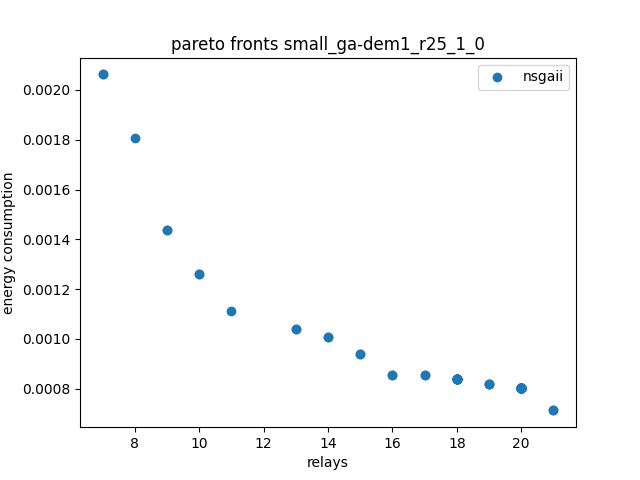 pareto fronts small_ga-dem1_r25_1_0
nsgaii
energy consumption
0.0020
0.0018
0.0016
0.0014
0.0012
0.0010
0.0008
8 10 12 14 16 18 20
relays